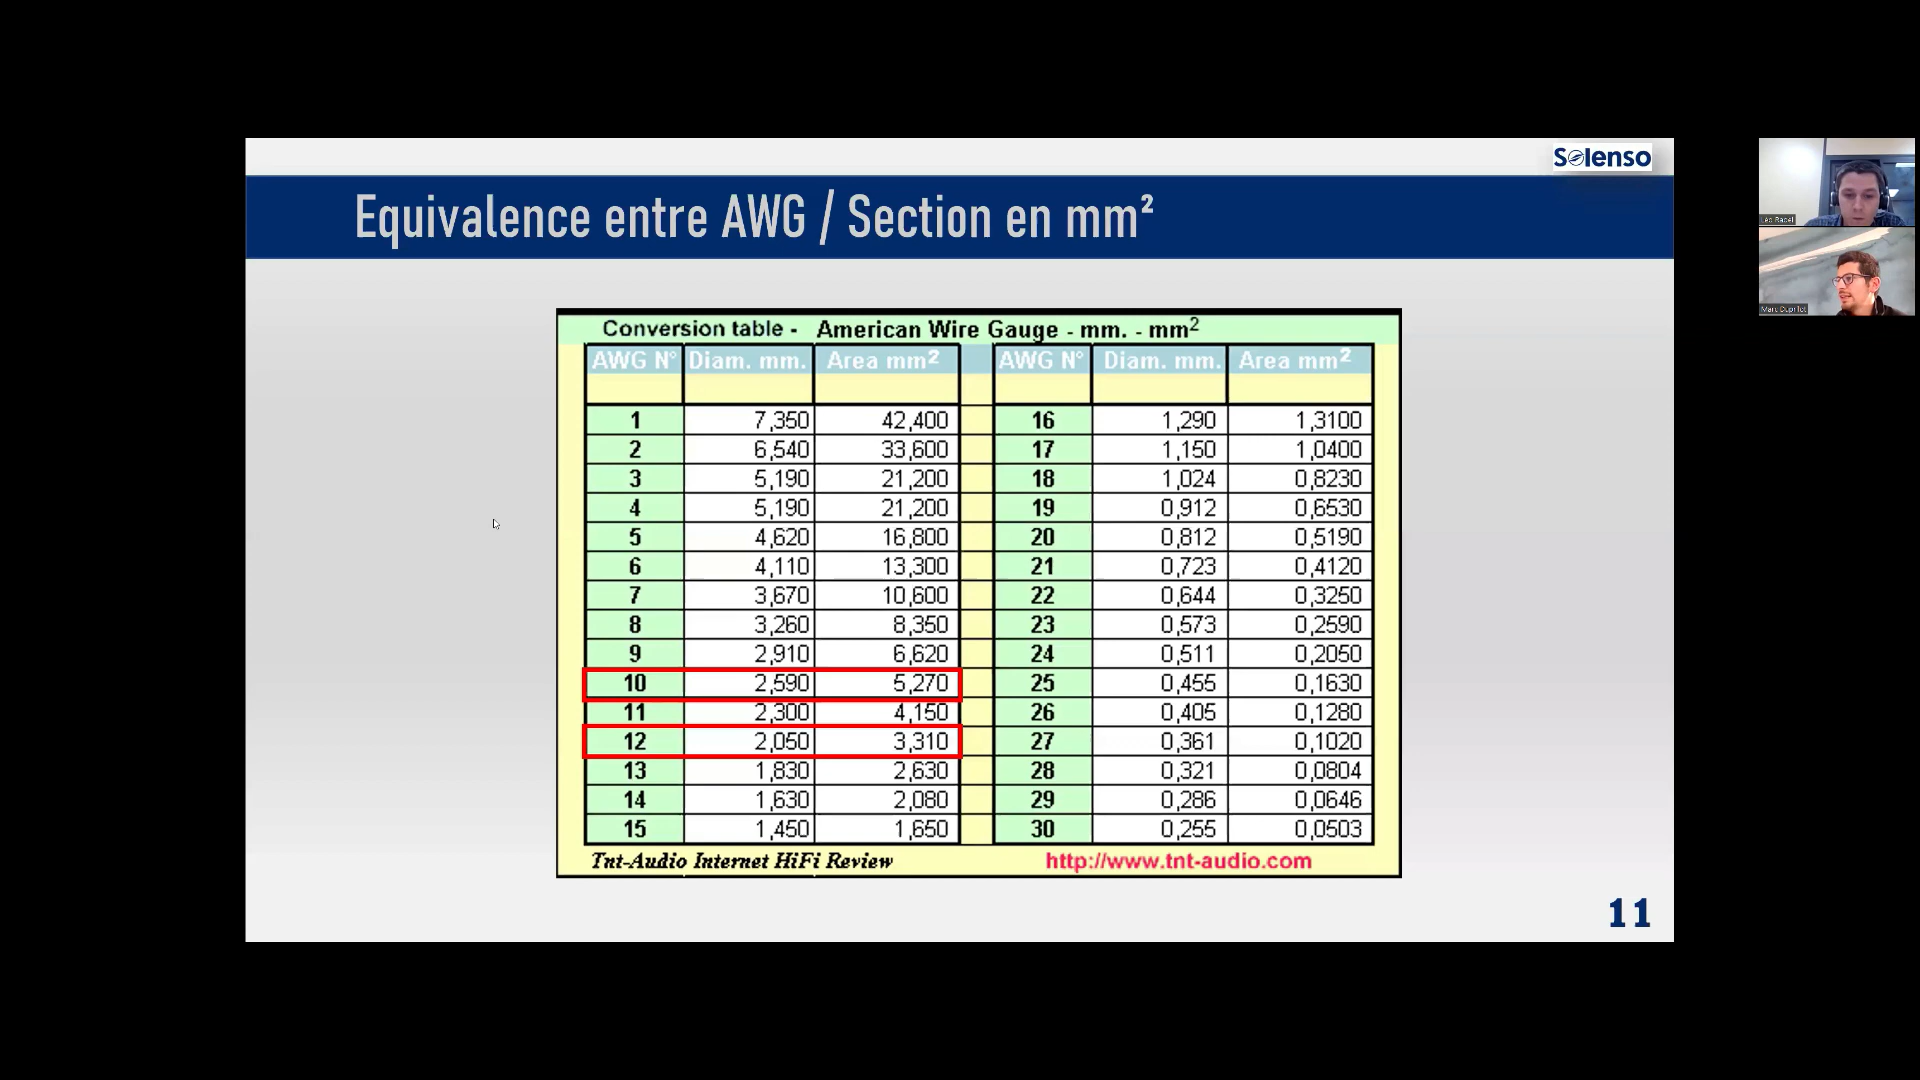 Solenso
Equivalence entre AWG / Section en mm²
Conversion table - American Wire Gauge - mm. - mm2
AWG N° Diam. mm. Area mm2 AWG N° Diam. mm. Area mm2
1 7,350 42,400 16 1,290 1,3100
2 6,540 33,600 17 1,150 1,0400
3 5,190 21,200 18 1,024 0,8230
4 5,190 21,200 19 0,912 0,6530
5 4,620 16,800 20 0,812 0,5190
6 4,110 13,300 21 0,723 0,4120
7 3,670 10,600 22 0,644 0,3250
8 3,260 8,350 23 0,573 0,2590
9 2,910 6,620 24 0,511 0,2050
10 2,590 5,270 25 0,455 0,1630
11 2,300 4,150 26 0,405 0,1280
12 2,050 3,310 27 0,361 0,1020
13 1,830 2,630 28 0,321 0,0804
14 1,630 2,080 29 0,286 0,0646
15 1,450 1,650 30 0,255 0,0503
Tnt-Audio Internet HiFi Review http://www.tnt-audio.com
11
Marc